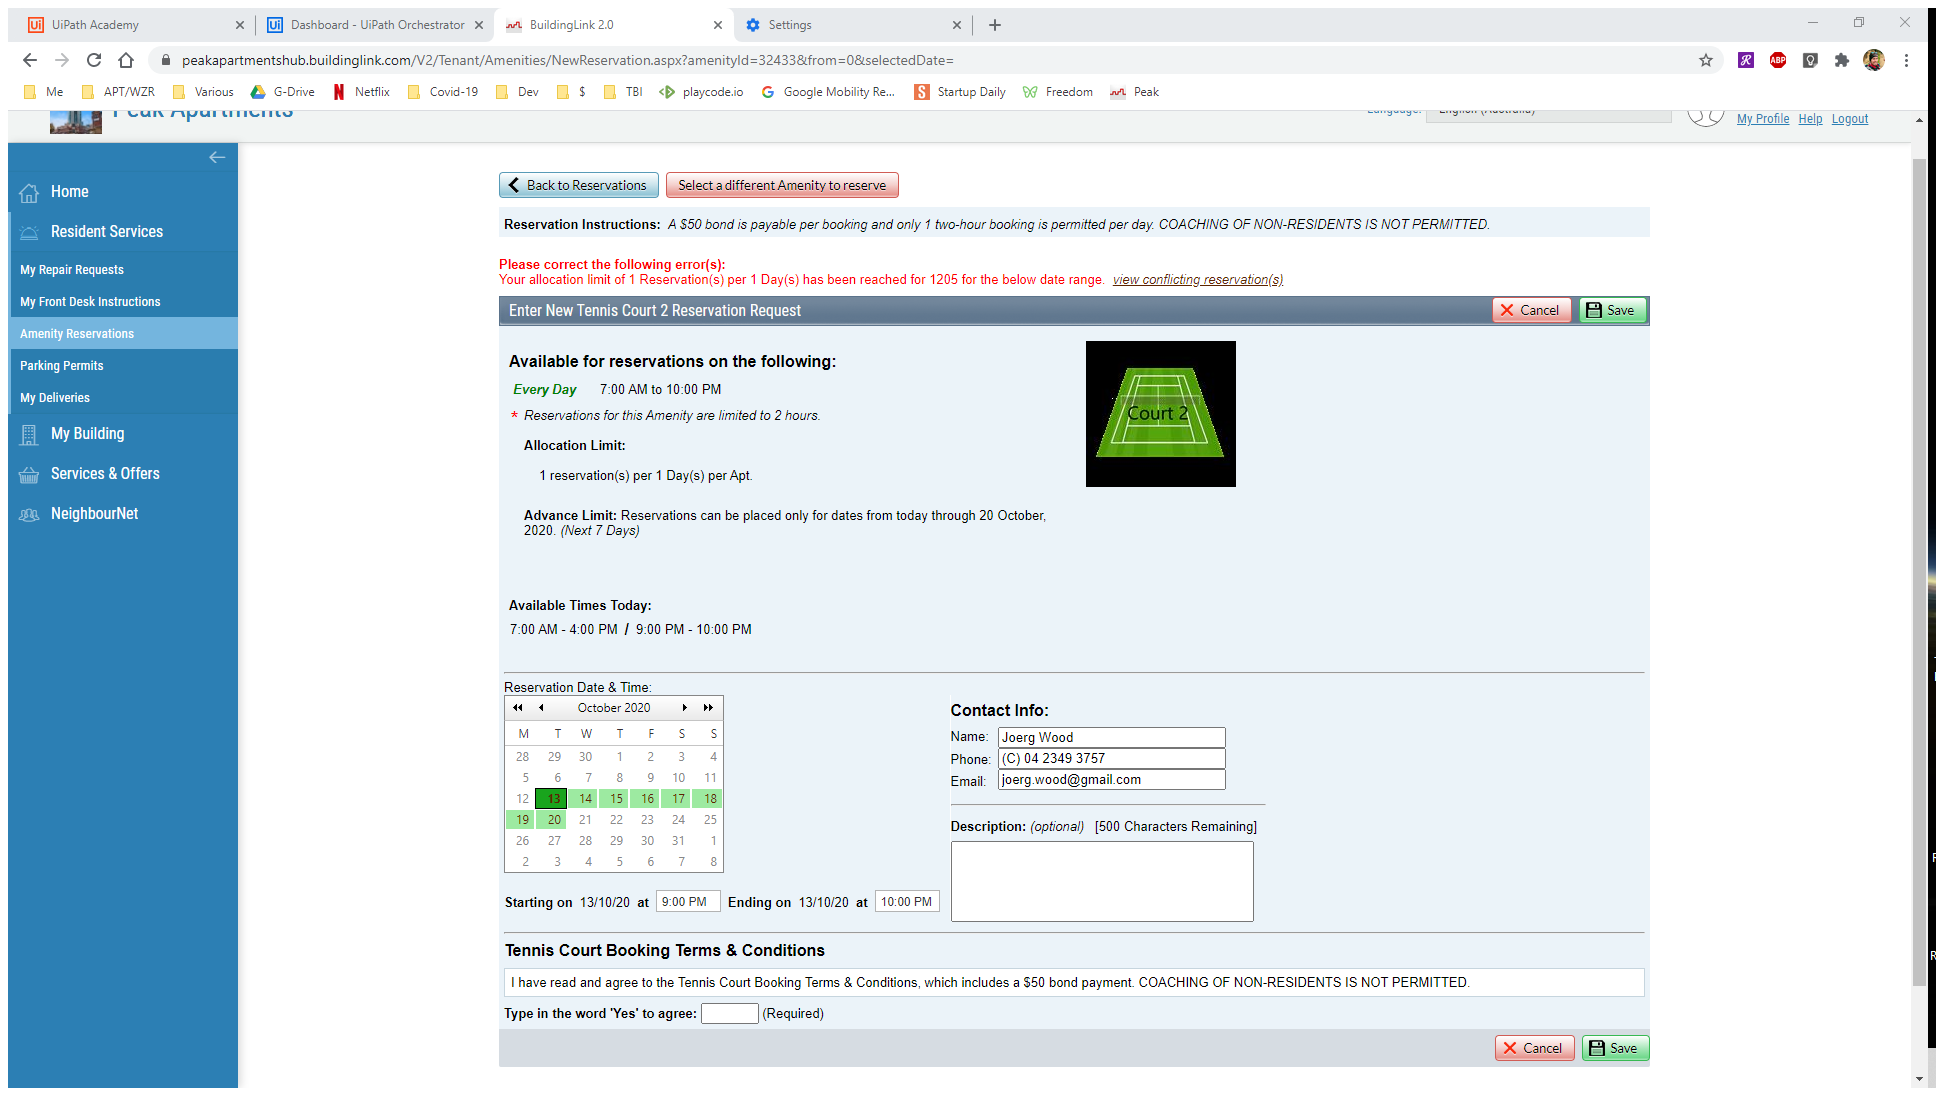 UiPath Academy
Dashboard - UiPath Orchestrator
BuildingLink 2.0
Settings
peakapartmentshub.buildinglink.com/V2/Tenant/Amenities/NewReservation.aspx?amenityId=32433&from=0&selectedDate=
Me APT/WZR Various G-Drive Netflix Covid-19 Dev $ TBI playcode.io Google Mobility Re... Startup Daily Freedom Peak
Peak Apartments
Language: English (Australia)
My Profile Help Logout
Home
Resident Services
My Repair Requests
My Front Desk Instructions
Amenity Reservations
Parking Permits
My Deliveries
My Building
Services & Offers
NeighbourNet
Back to Reservations Select a different Amenity to reserve
Reservation Instructions: A $50 bond is payable per booking and only 1 two-hour booking is permitted per day. COACHING OF NON-RESIDENTS IS NOT PERMITTED.
Please correct the following error(s):
Your allocation limit of 1 Reservation(s) per 1 Day(s) has been reached for 1205 for the below date range. view conflicting reservation(s)
Enter New Tennis Court 2 Reservation Request Cancel Save
Available for reservations on the following:
Every Day 7:00 AM to 10:00 PM
* Reservations for this Amenity are limited to 2 hours.
Allocation Limit:
1 reservation(s) per 1 Day(s) per Apt.
Advance Limit: Reservations can be placed only for dates from today through 20 October,
2020. (Next 7 Days)
Court 2
Available Times Today:
7:00 AM - 4:00 PM / 9:00 PM - 10:00 PM
Reservation Date & Time:
October 2020
M T W T F S S
28 29 30 1 2 3 4
5 6 7 8 9 10 11
12 13 14 15 16 17 18
19 20 21 22 23 24 25
26 27 28 29 30 31 1
2 3 4 5 6 7 8
Starting on 13/10/20 at 9:00 PM Ending on 13/10/20 at 10:00 PM
Contact Info:
Name: Joerg Wood
Phone: (C) 04 2349 3757
Email: joerg.wood@gmail.com
Description: (optional) [500 Characters Remaining]
Tennis Court Booking Terms & Conditions
I have read and agree to the Tennis Court Booking Terms & Conditions, which includes a $50 bond payment. COACHING OF NON-RESIDENTS IS NOT PERMITTED.
Type in the word 'Yes' to agree: (Required)
Cancel Save